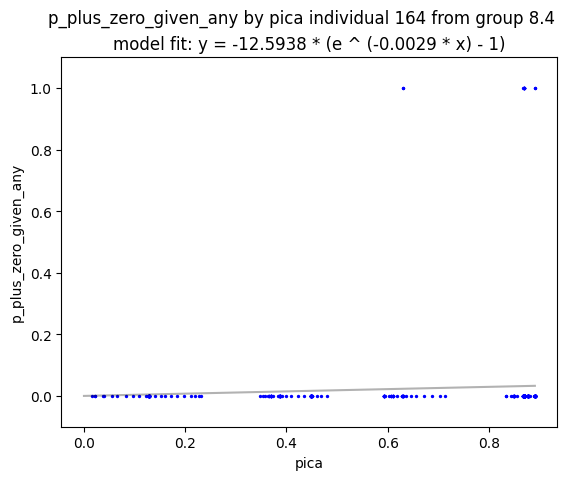 p_plus_zero_given_any by pica individual 164 from group 8.4
model fit: y = -12.5938 * (e ^ (-0.0029 * x) - 1)
1.0
0.8
0.6
0.4
0.2
0.0
p_plus_zero_given_any
0.0 0.2 0.4 0.6 0.8
pica